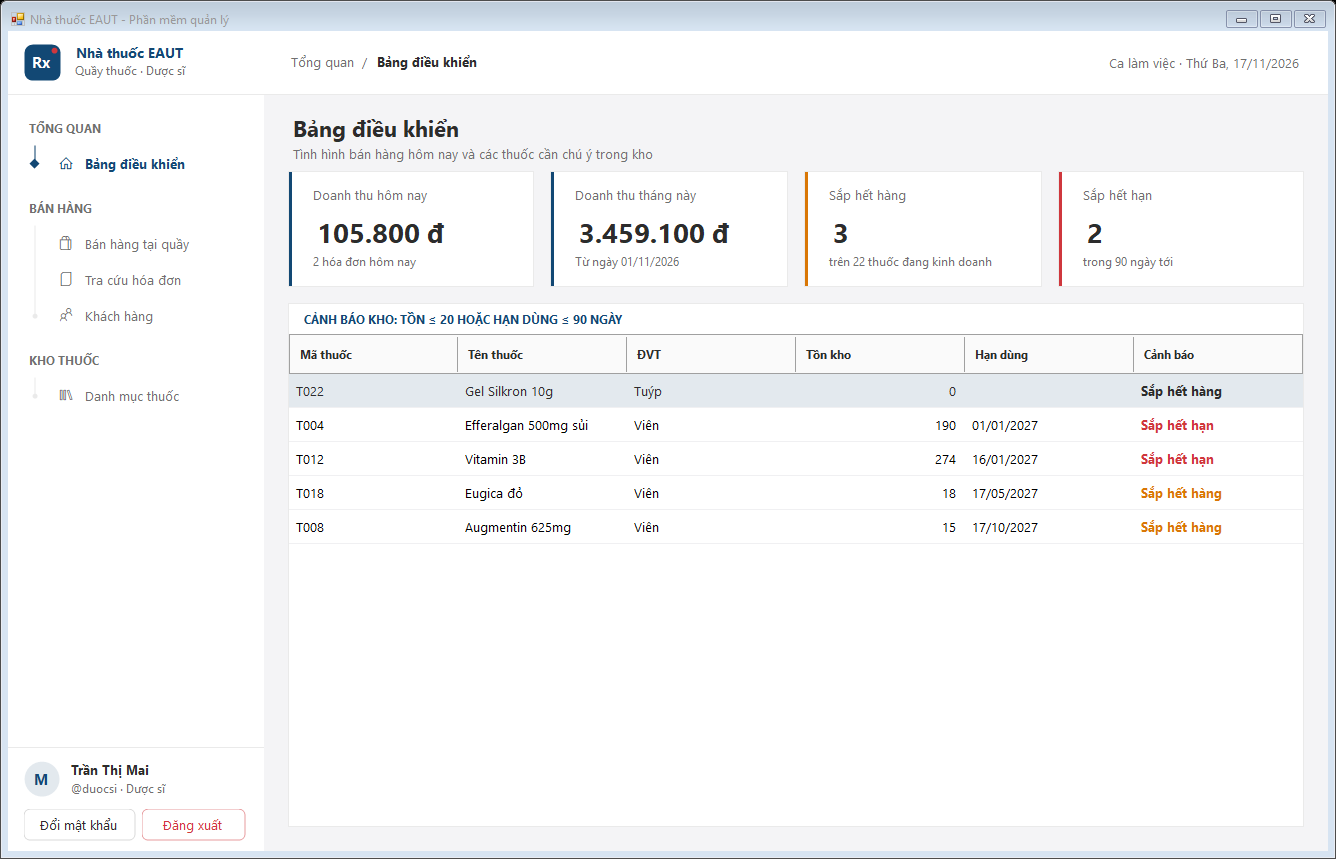 Nhà thuốc EAUT - Phần mềm quản lý
Rx
Nhà thuốc EAUT
Quầy thuốc · Dược sĩ
Tổng quan / Bảng điều khiển
Ca làm việc · Thứ Ba, 17/11/2026
TỔNG QUAN
Bảng điều khiển
BÁN HÀNG
Bán hàng tại quầy
Tra cứu hóa đơn
Khách hàng
KHO THUỐC
Danh mục thuốc
M
Trần Thị Mai
@duocsi · Dược sĩ
Đổi mật khẩu
Đăng xuất
Bảng điều khiển
Tình hình bán hàng hôm nay và các thuốc cần chú ý trong kho
Doanh thu hôm nay
105.800 đ
2 hóa đơn hôm nay
Doanh thu tháng này
3.459.100 đ
Từ ngày 01/11/2026
Sắp hết hàng
3
trên 22 thuốc đang kinh doanh
Sắp hết hạn
2
trong 90 ngày tới
CẢNH BÁO KHO: TỒN ≤ 20 HOẶC HẠN DÙNG ≤ 90 NGÀY
Mã thuốc Tên thuốc ĐVT Tồn kho Hạn dùng Cảnh báo
T022 Gel Silkron 10g Tuýp 0 Sắp hết hàng
T004 Efferalgan 500mg sủi Viên 190 01/01/2027 Sắp hết hạn
T012 Vitamin 3B Viên 274 16/01/2027 Sắp hết hạn
T018 Eugica đỏ Viên 18 17/05/2027 Sắp hết hàng
T008 Augmentin 625mg Viên 15 17/10/2027 Sắp hết hàng